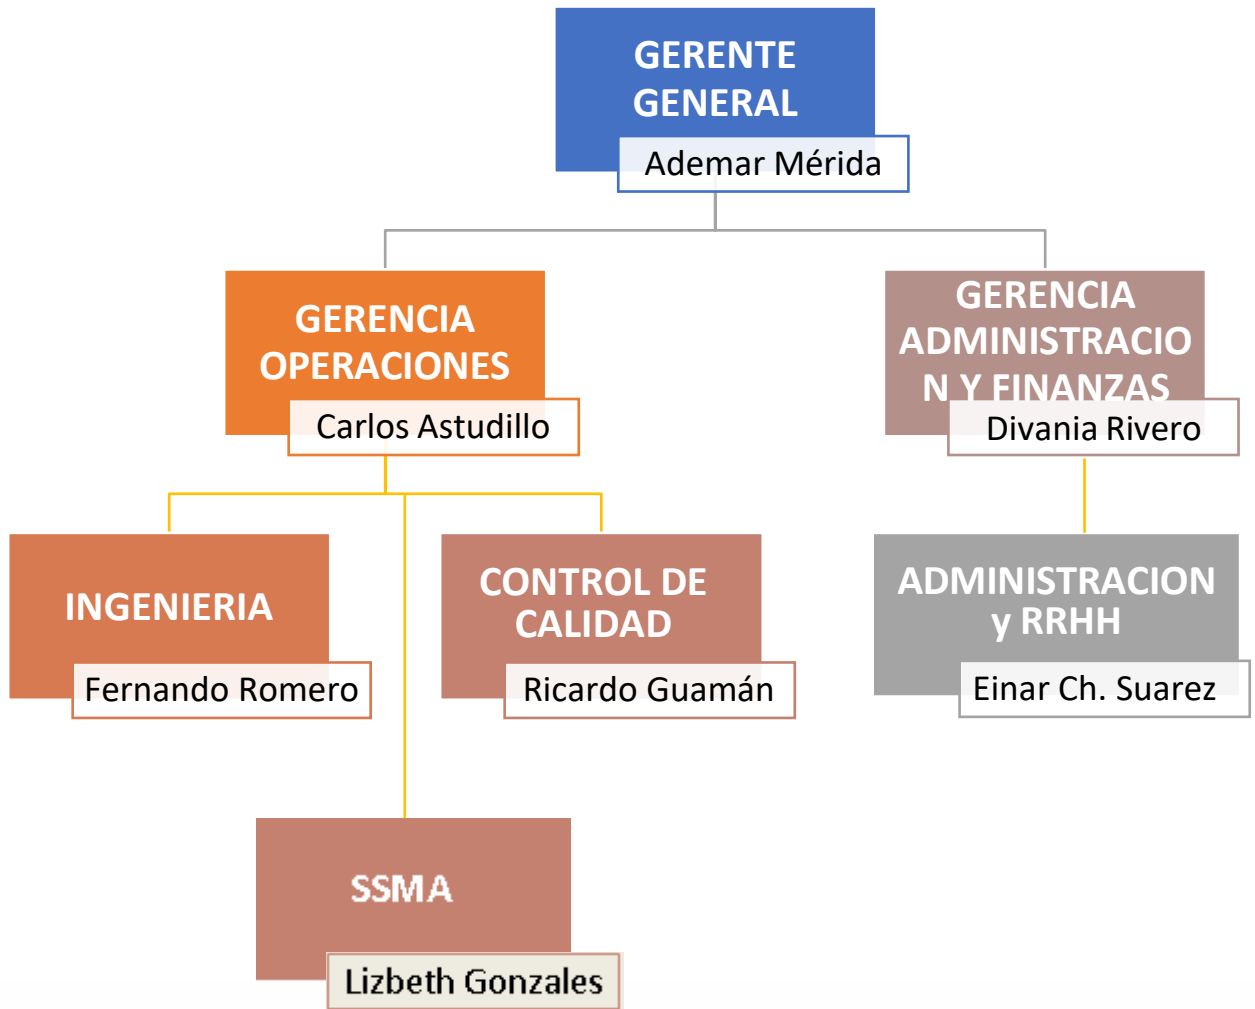 GERENTE
GENERAL
Ademar Mérida
GERENCIA
OPERACIONES
Carlos Astudillo
GERENCIA
ADMINISTRACIO
N Y FINANZAS
Divania Rivero
INGENIERIA
Fernando Romero
CONTROL DE
CALIDAD
Ricardo Guamán
ADMINISTRACION
y RRHH
Einar Ch. Suarez
SSMA
Lizbeth Gonzales